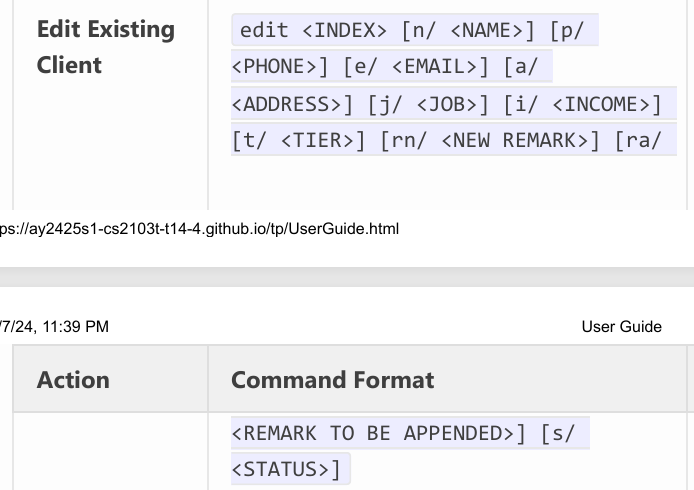 Edit Existing
Client
edit <INDEX> [n/ <NAME>] [p/
<PHONE>] [e/ <EMAIL>] [a/
<ADDRESS>] [j/ <JOB>] [i/ <INCOME>]
[t/ <TIER>] [rn/ <NEW REMARK>] [ra/
ps://ay2425s1-cs2103t-t14-4.github.io/tp/UserGuide.html
/7/24, 11:39 PM User Guide
Action Command Format
<REMARK TO BE APPENDED>] [s/
<STATUS>]